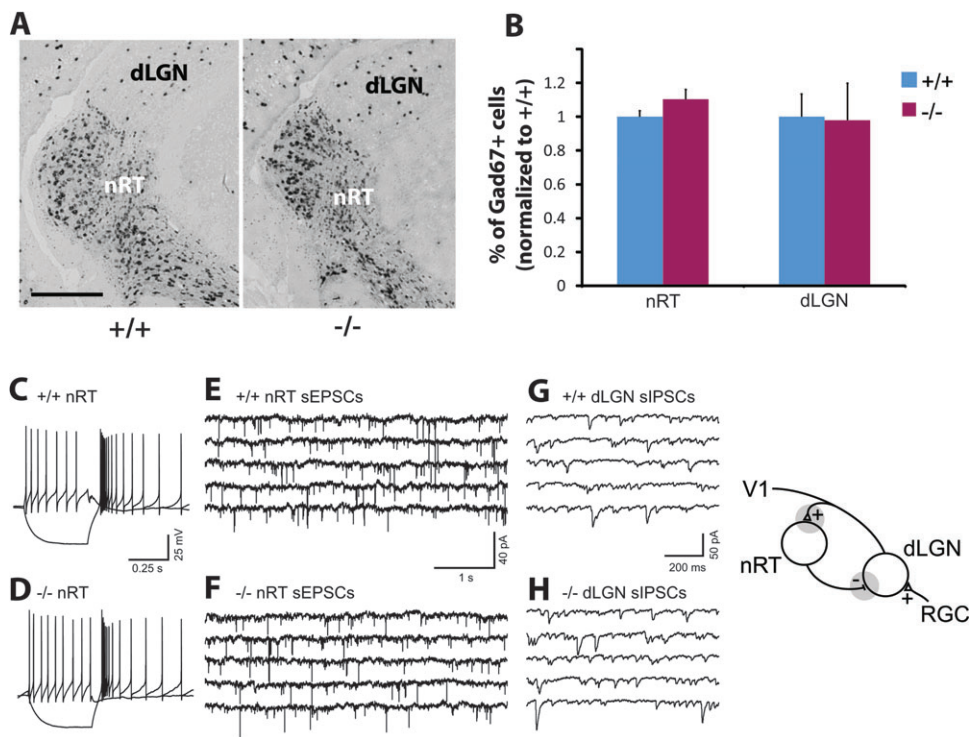 A
dLGN
nRT
dLGN
nRT
+/+
-/-
B
% of Gad67+ cells
(normalized to +/+)
1.2
1
0.8
0.6
0.4
0.2
0
nRT
dLGN
+/+
-/-
C +/+ nRT
25 mV
0.25 s
D -/- nRT
E +/+ nRT sEPSCs
40 pA
1 s
F -/- nRT sEPSCs
G +/+ dLGN sIPSCs
50 pA
200 ms
H -/- dLGN sIPSCs
V1
+
nRT
dLGN
-
+
RGC